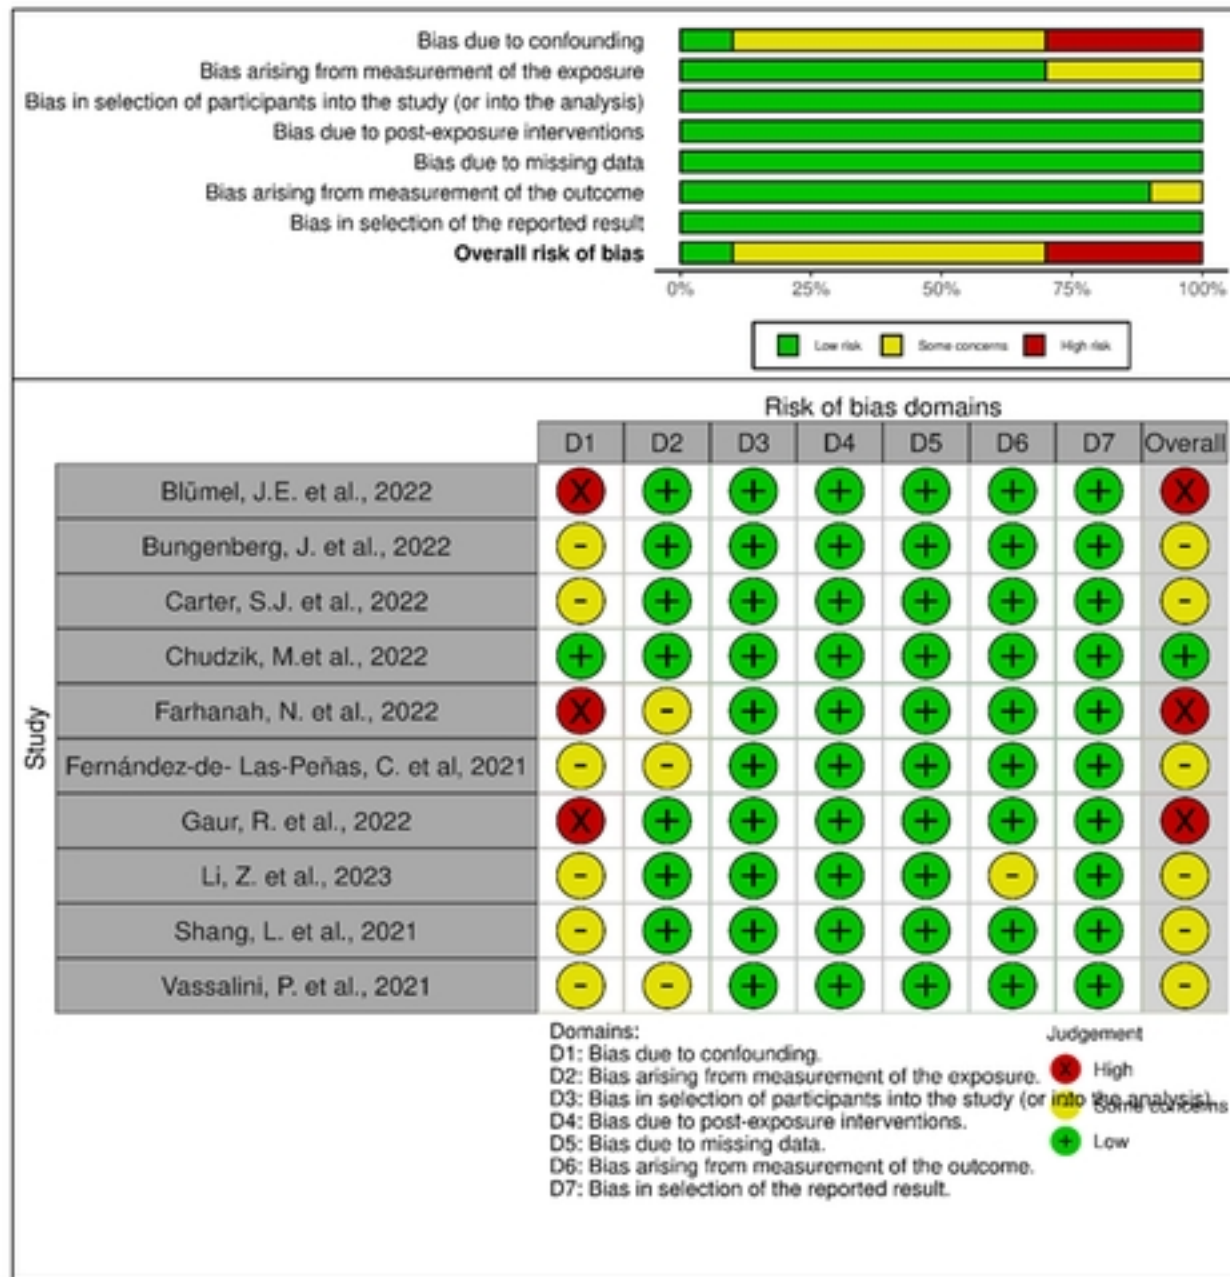 Bias due to confounding
Bias arising from measurement of the exposure
Bias in selection of participants into the study (or into the analysis)
Bias due to post-exposure interventions
Bias due to missing data
Bias arising from measurement of the outcome
Bias in selection of the reported result
Overall risk of bias
0% 25% 50% 75% 100%
Low risk Some concerns High risk
Risk of bias domains
D1 D2 D3 D4 D5 D6 D7 Overall
Study
Blümel, J.E. et al., 2022 X + + + + + + X
Bungenberg, J. et al., 2022 - + + + + + + -
Carter, S.J. et al., 2022 - + + + + + + -
Chudzik, M.et al., 2022 + + + + + + + +
Farhanah, N. et al., 2022 X - + + + + + X
Fernández-de- Las-Peñas, C. et al, 2021 - - + + + + + -
Gaur, R. et al., 2022 X + + + + + + X
Li, Z. et al., 2023 - + + + + - + -
Shang, L. et al., 2021 - + + + + + + -
Vassalini, P. et al., 2021 - - + + + + + -
Domains:
D1: Bias due to confounding.
D2: Bias arising from measurement of the exposure.
D3: Bias in selection of participants into the study (or into the analysis).
D4: Bias due to post-exposure interventions.
D5: Bias due to missing data.
D6: Bias arising from measurement of the outcome.
D7: Bias in selection of the reported result.
Judgement
X High
Some concerns
+ Low